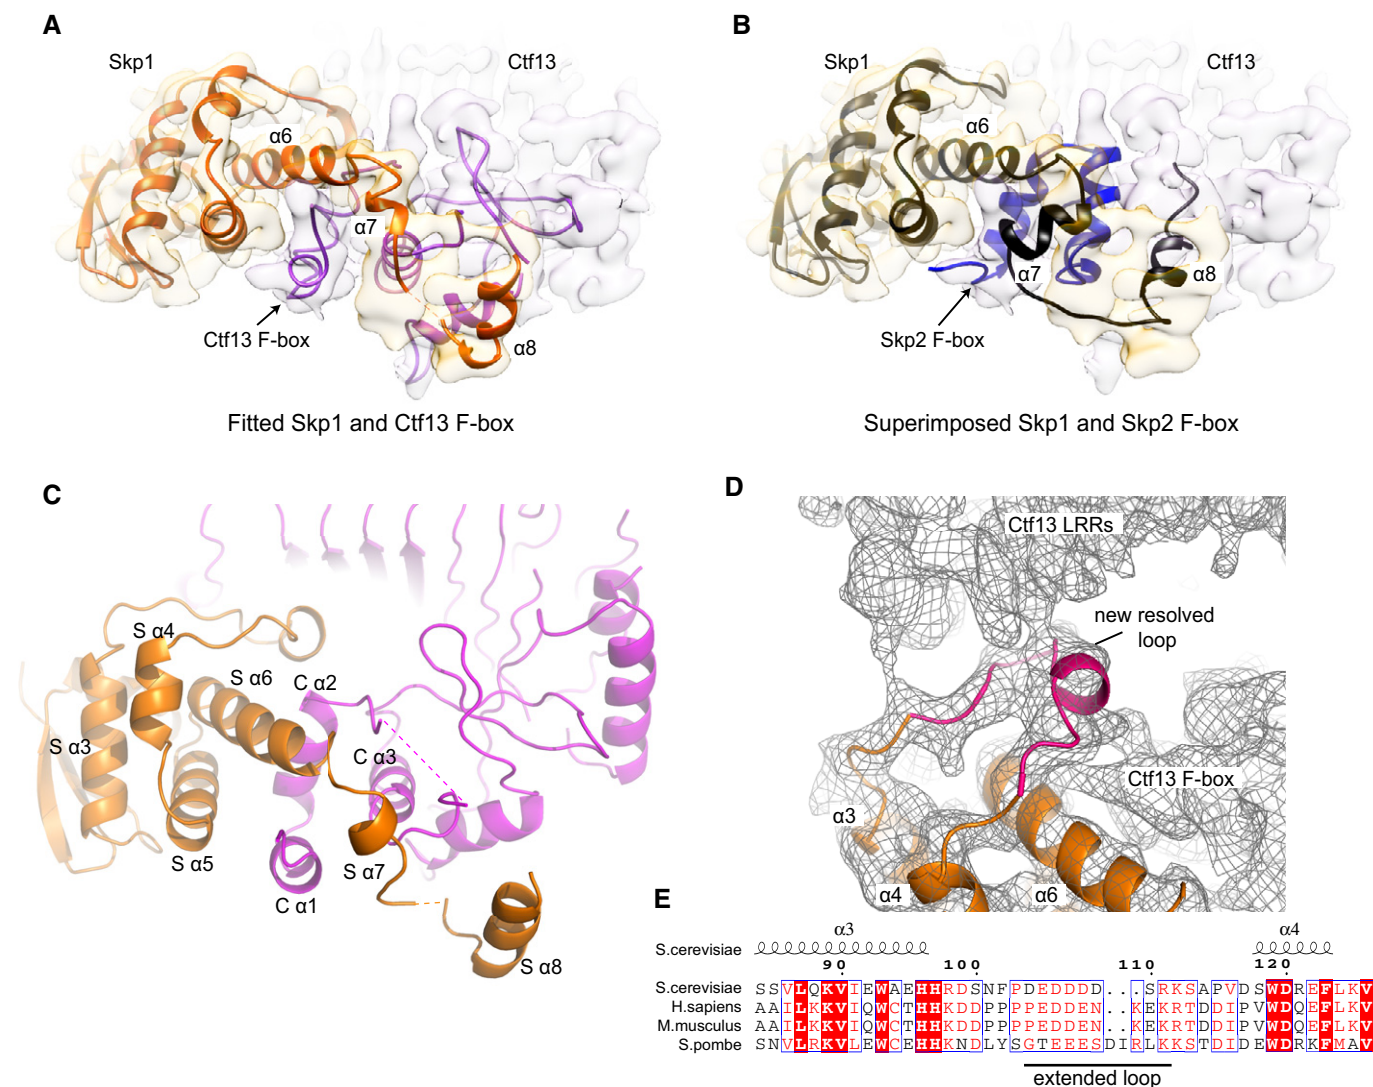 A
Skp1
Ctf13
α6
α7
Ctf13 F-box
α8
Fitted Skp1 and Ctf13 F-box
B
Skp1
Ctf13
α6
α7
α8
Skp2 F-box
Superimposed Skp1 and Skp2 F-box
C
S α4
S α6
C α2
S α3
C α3
S α5
S α7
C α1
S α8
D
Ctf13 LRRs
new resolved
loop
Ctf13 F-box
α3
α4
α6
E
α3 α4
S.cerevisiae
90 100 110 120
S.cerevisiae SSVLQKVIEWAEHHRDSNFPDEDDDD...SRKSAPVDSWDREFLKV
H.sapiens AAILKKVIQWCTHHKDDPPPPEDDEN..KEKRTDDIPVWDQEFLKV
M.musculus AAILKKVIQWCTHHKDDPPPPEDDEN..KEKRTDDIPVWDQEFLKV
S.pombe SNVLRKVLEWCEHHKNDLYSGTEEESDIRLKKSTDIDEWDRKFMAV
extended loop